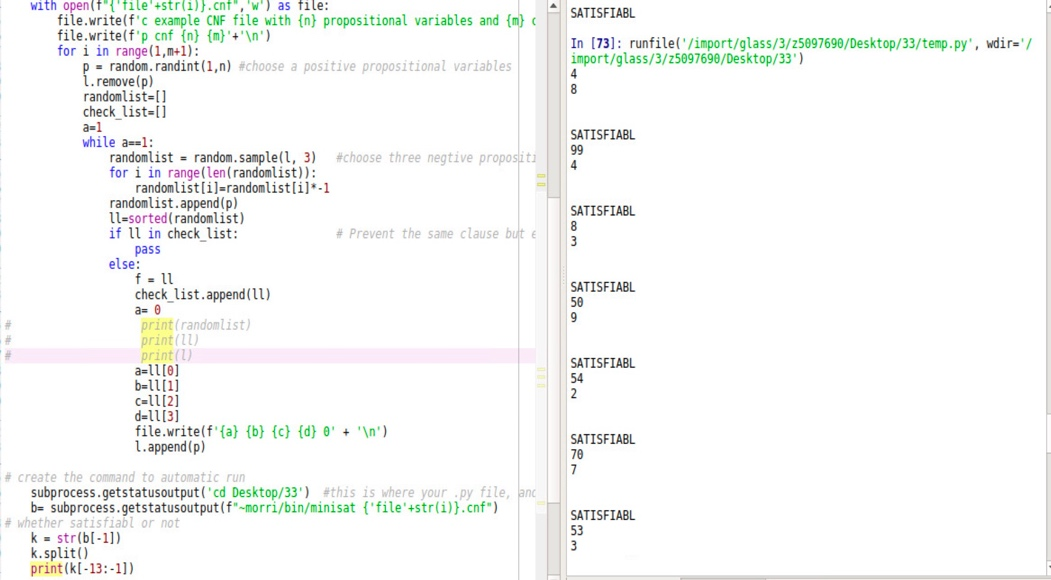 with open(f"{'file'+str(i)}.cnf",'w') as file:
file.write(f'c example CNF file with {n} propositional variables and {m} c
file.write(f'p cnf {n} {m}'+'\n')
for i in range(1,m+1):
p = random.randint(1,n) #choose a positive propositional variables
l.remove(p)
randomlist=[]
check_list=[]
a=1
while a==1:
randomlist = random.sample(l, 3) #choose three negtive propositi
for i in range(len(randomlist)):
randomlist[i]=randomlist[i]*-1
randomlist.append(p)
ll=sorted(randomlist)
if ll in check_list: # Prevent the same clause but e
pass
else:
f = ll
check_list.append(ll)
a= 0
# print(randomlist)
# print(ll)
# print(l)
a=ll[0]
b=ll[1]
c=ll[2]
d=ll[3]
file.write(f'{a} {b} {c} {d} 0' + '\n')
l.append(p)
# create the command to automatic run
subprocess.getstatusoutput('cd Desktop/33') #this is where your .py file, and
b= subprocess.getstatusoutput(f"~morri/bin/minisat {'file'+str(i)}.cnf")
# whether satisfiabl or not
k = str(b[-1])
k.split()
print(k[-13:-1])
SATISFIABL
In [73]: runfile('/import/glass/3/z5097690/Desktop/33/temp.py', wdir='/
import/glass/3/z5097690/Desktop/33')
4
8
SATISFIABL
99
4
SATISFIABL
8
3
SATISFIABL
50
9
SATISFIABL
54
2
SATISFIABL
70
7
SATISFIABL
53
3